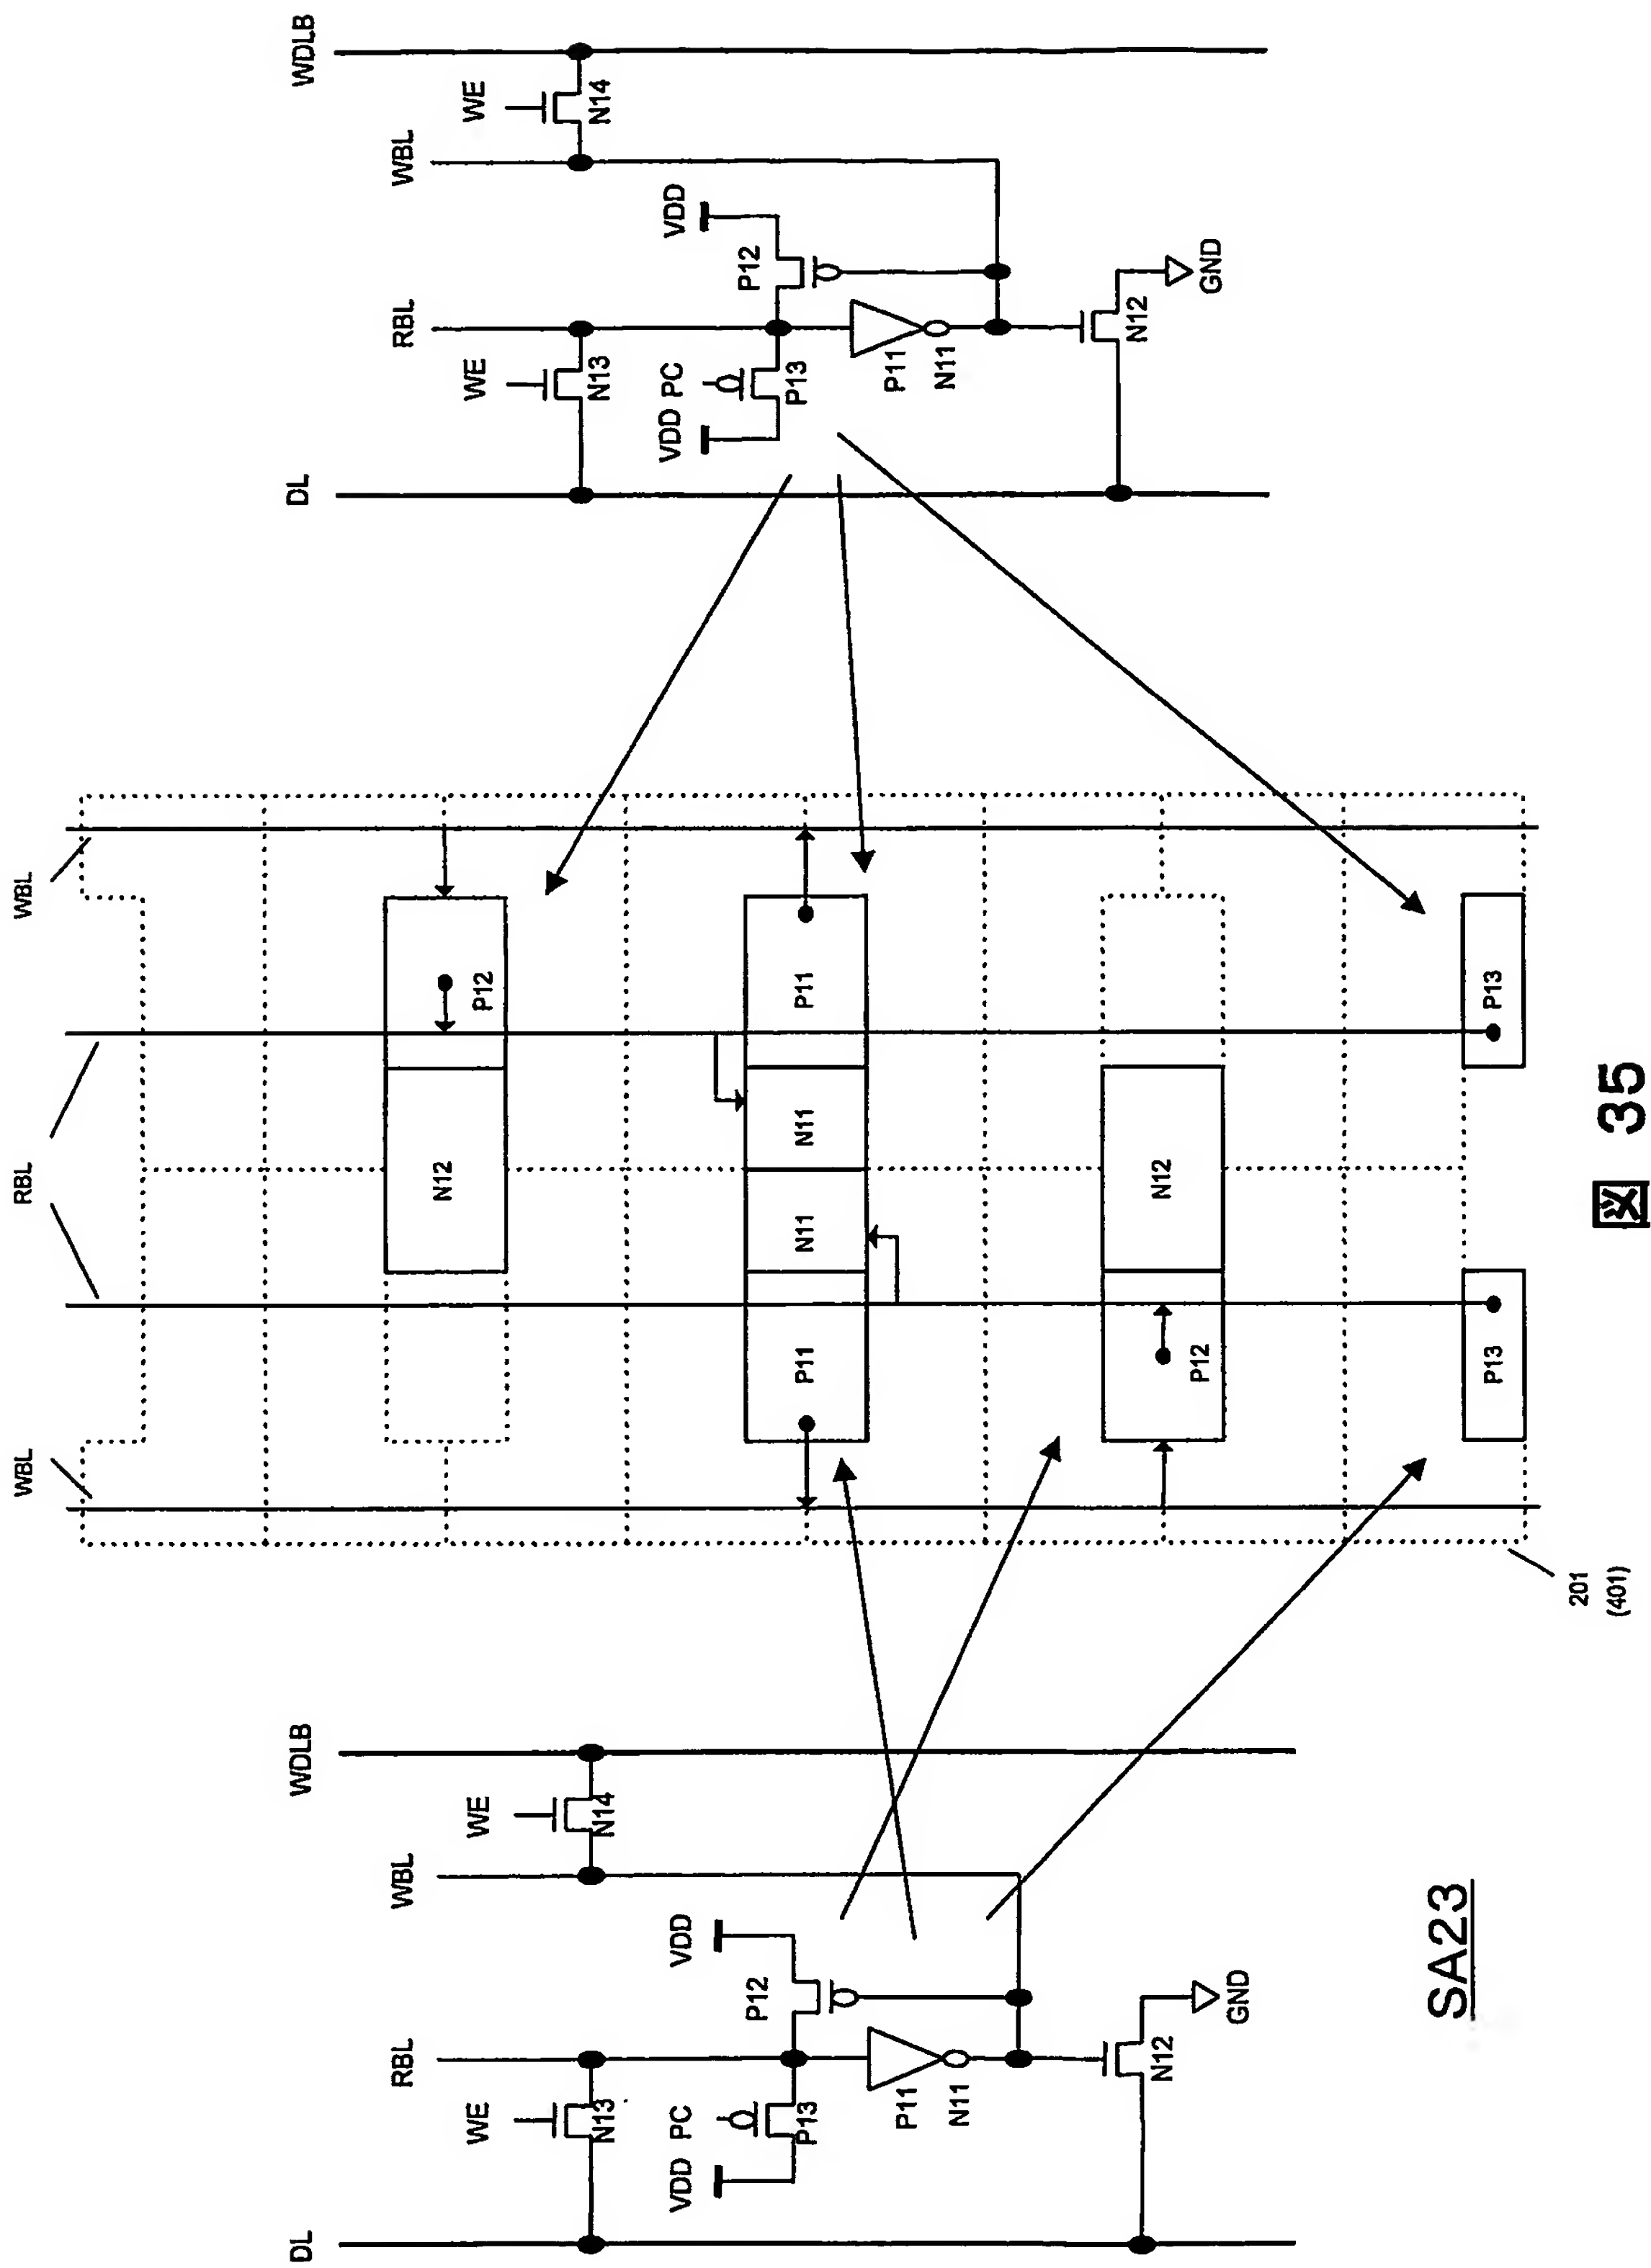 DL
RBL
WBL
WDLB
WE
N13
WE
N14
VDD PC
P13
P12
VDD
P11
N11
N12
GND
SA23
WBL
RBL
WBL
N12
P12
P11
N11
N11
P11
P12
N12
P13
P13
201
(401)
DL
RBL
WBL
WDLB
WE
N13
WE
N14
VDD PC
P13
P12
VDD
P11
N11
N12
GND
図 35